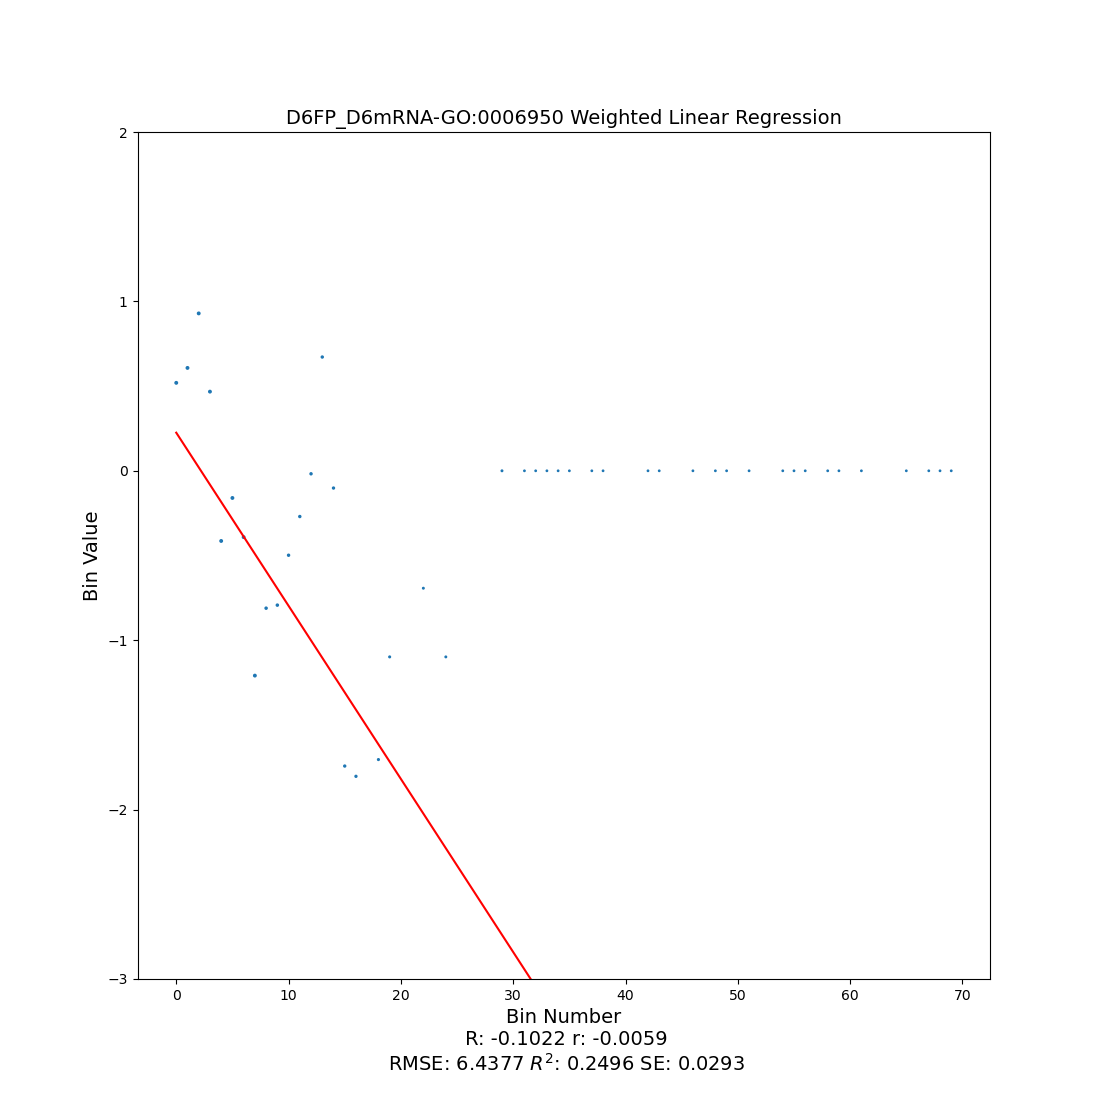 D6FP_D6mRNA-GO:0006950 Weighted Linear Regression
2
1
0
−1
−2
−3
Bin Value
0 10 20 30 40 50 60 70
Bin Number
R: -0.1022 r: -0.0059
RMSE: 6.4377 R²: 0.2496 SE: 0.0293